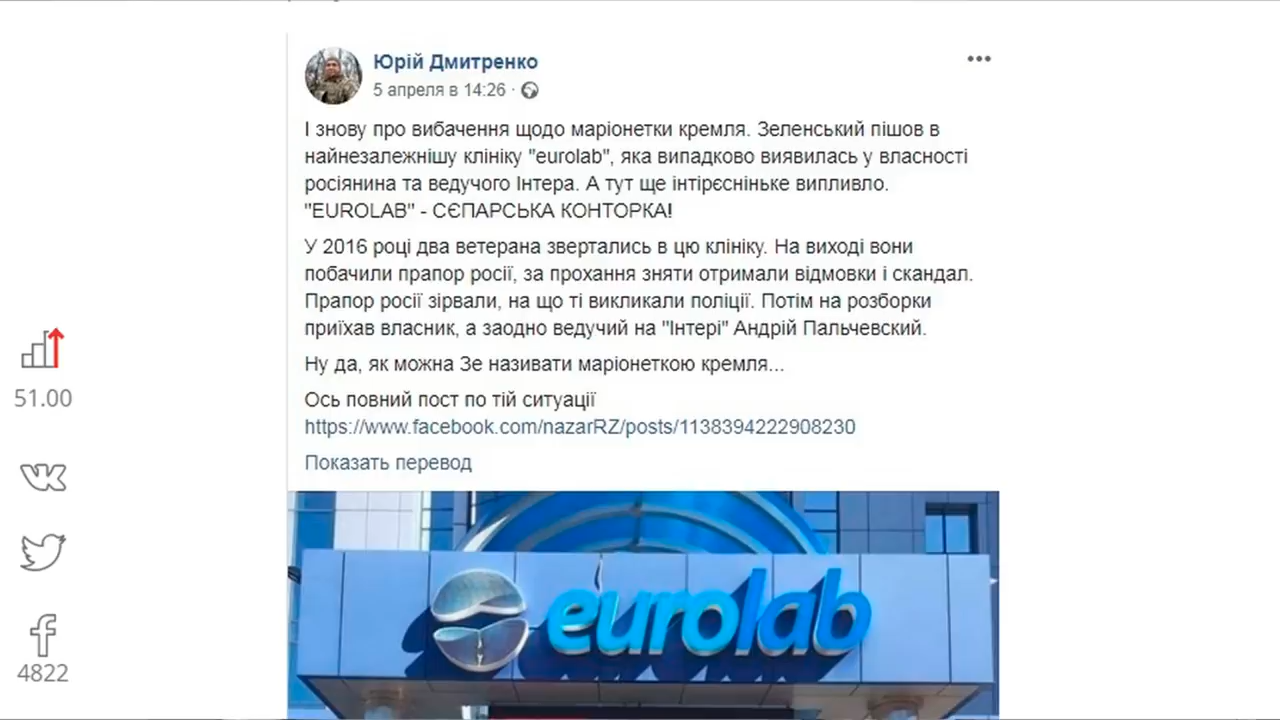 Юрій Дмитренко
5 апреля в 14:26 ·
І знову про вибачення щодо маріонетки кремля. Зеленський пішов в
найнезалежнішу клініку "eurolab", яка випадково виявилась у власності
росіянина та ведучого Інтера. А тут ще інтірєсніньке випливло.
"EUROLAB" - СЄПАРСЬКА КОНТОРКА!
У 2016 році два ветерана звертались в цю клініку. На виході вони
побачили прапор росії, за прохання зняти отримали відмовки і скандал.
Прапор росії зірвали, на що ті викликали поліції. Потім на розборки
приїхав власник, а заодно ведучий на "Інтері" Андрій Пальчевский.
Ну да, як можна Зе називати маріонеткою кремля...
Ось повний пост по тій ситуації
https://www.facebook.com/nazarRZ/posts/1138394222908230
Показать перевод
eurolab
51.00
4822